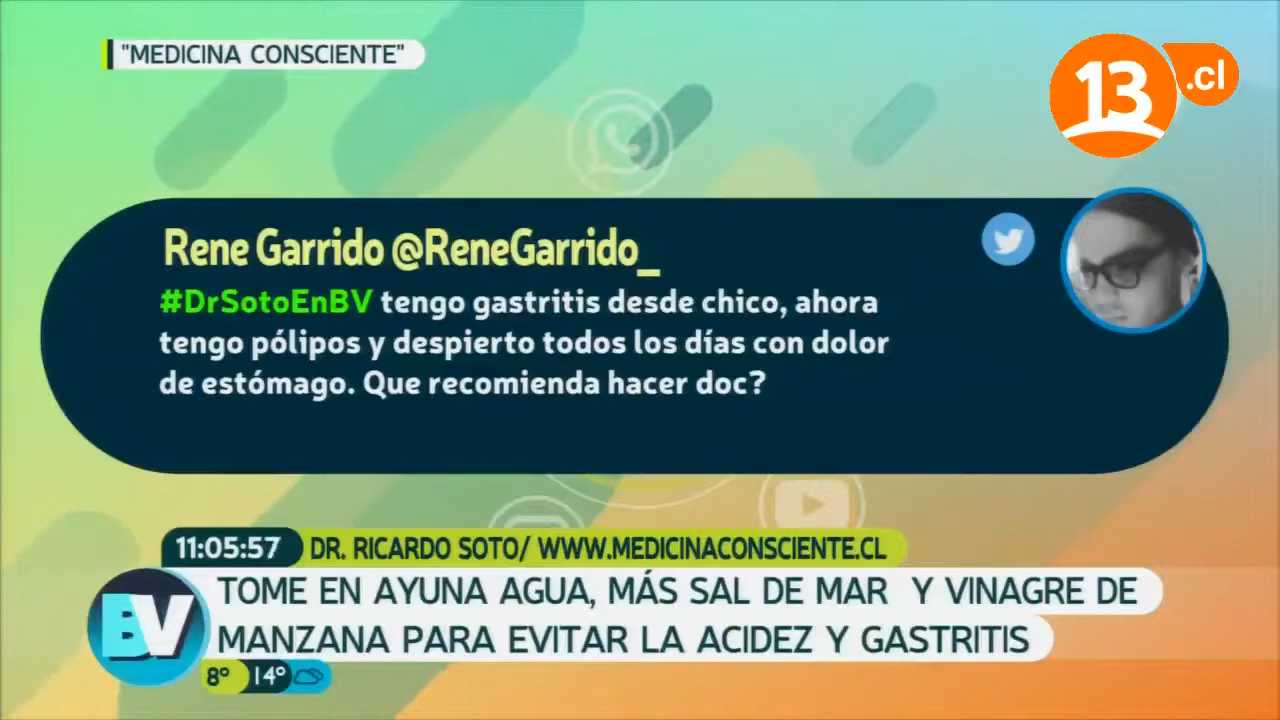 "MEDICINA CONSCIENTE"
13.cl
Rene Garrido @ReneGarrido_
#DrSotoEnBV tengo gastritis desde chico, ahora
tengo pólipos y despierto todos los días con dolor
de estómago. Que recomienda hacer doc?
11:05:57 DR. RICARDO SOTO/ WWW.MEDICINACONSCIENTE.CL
BV
TOME EN AYUNA AGUA, MÁS SAL DE MAR Y VINAGRE DE
MANZANA PARA EVITAR LA ACIDEZ Y GASTRITIS
8° 14°